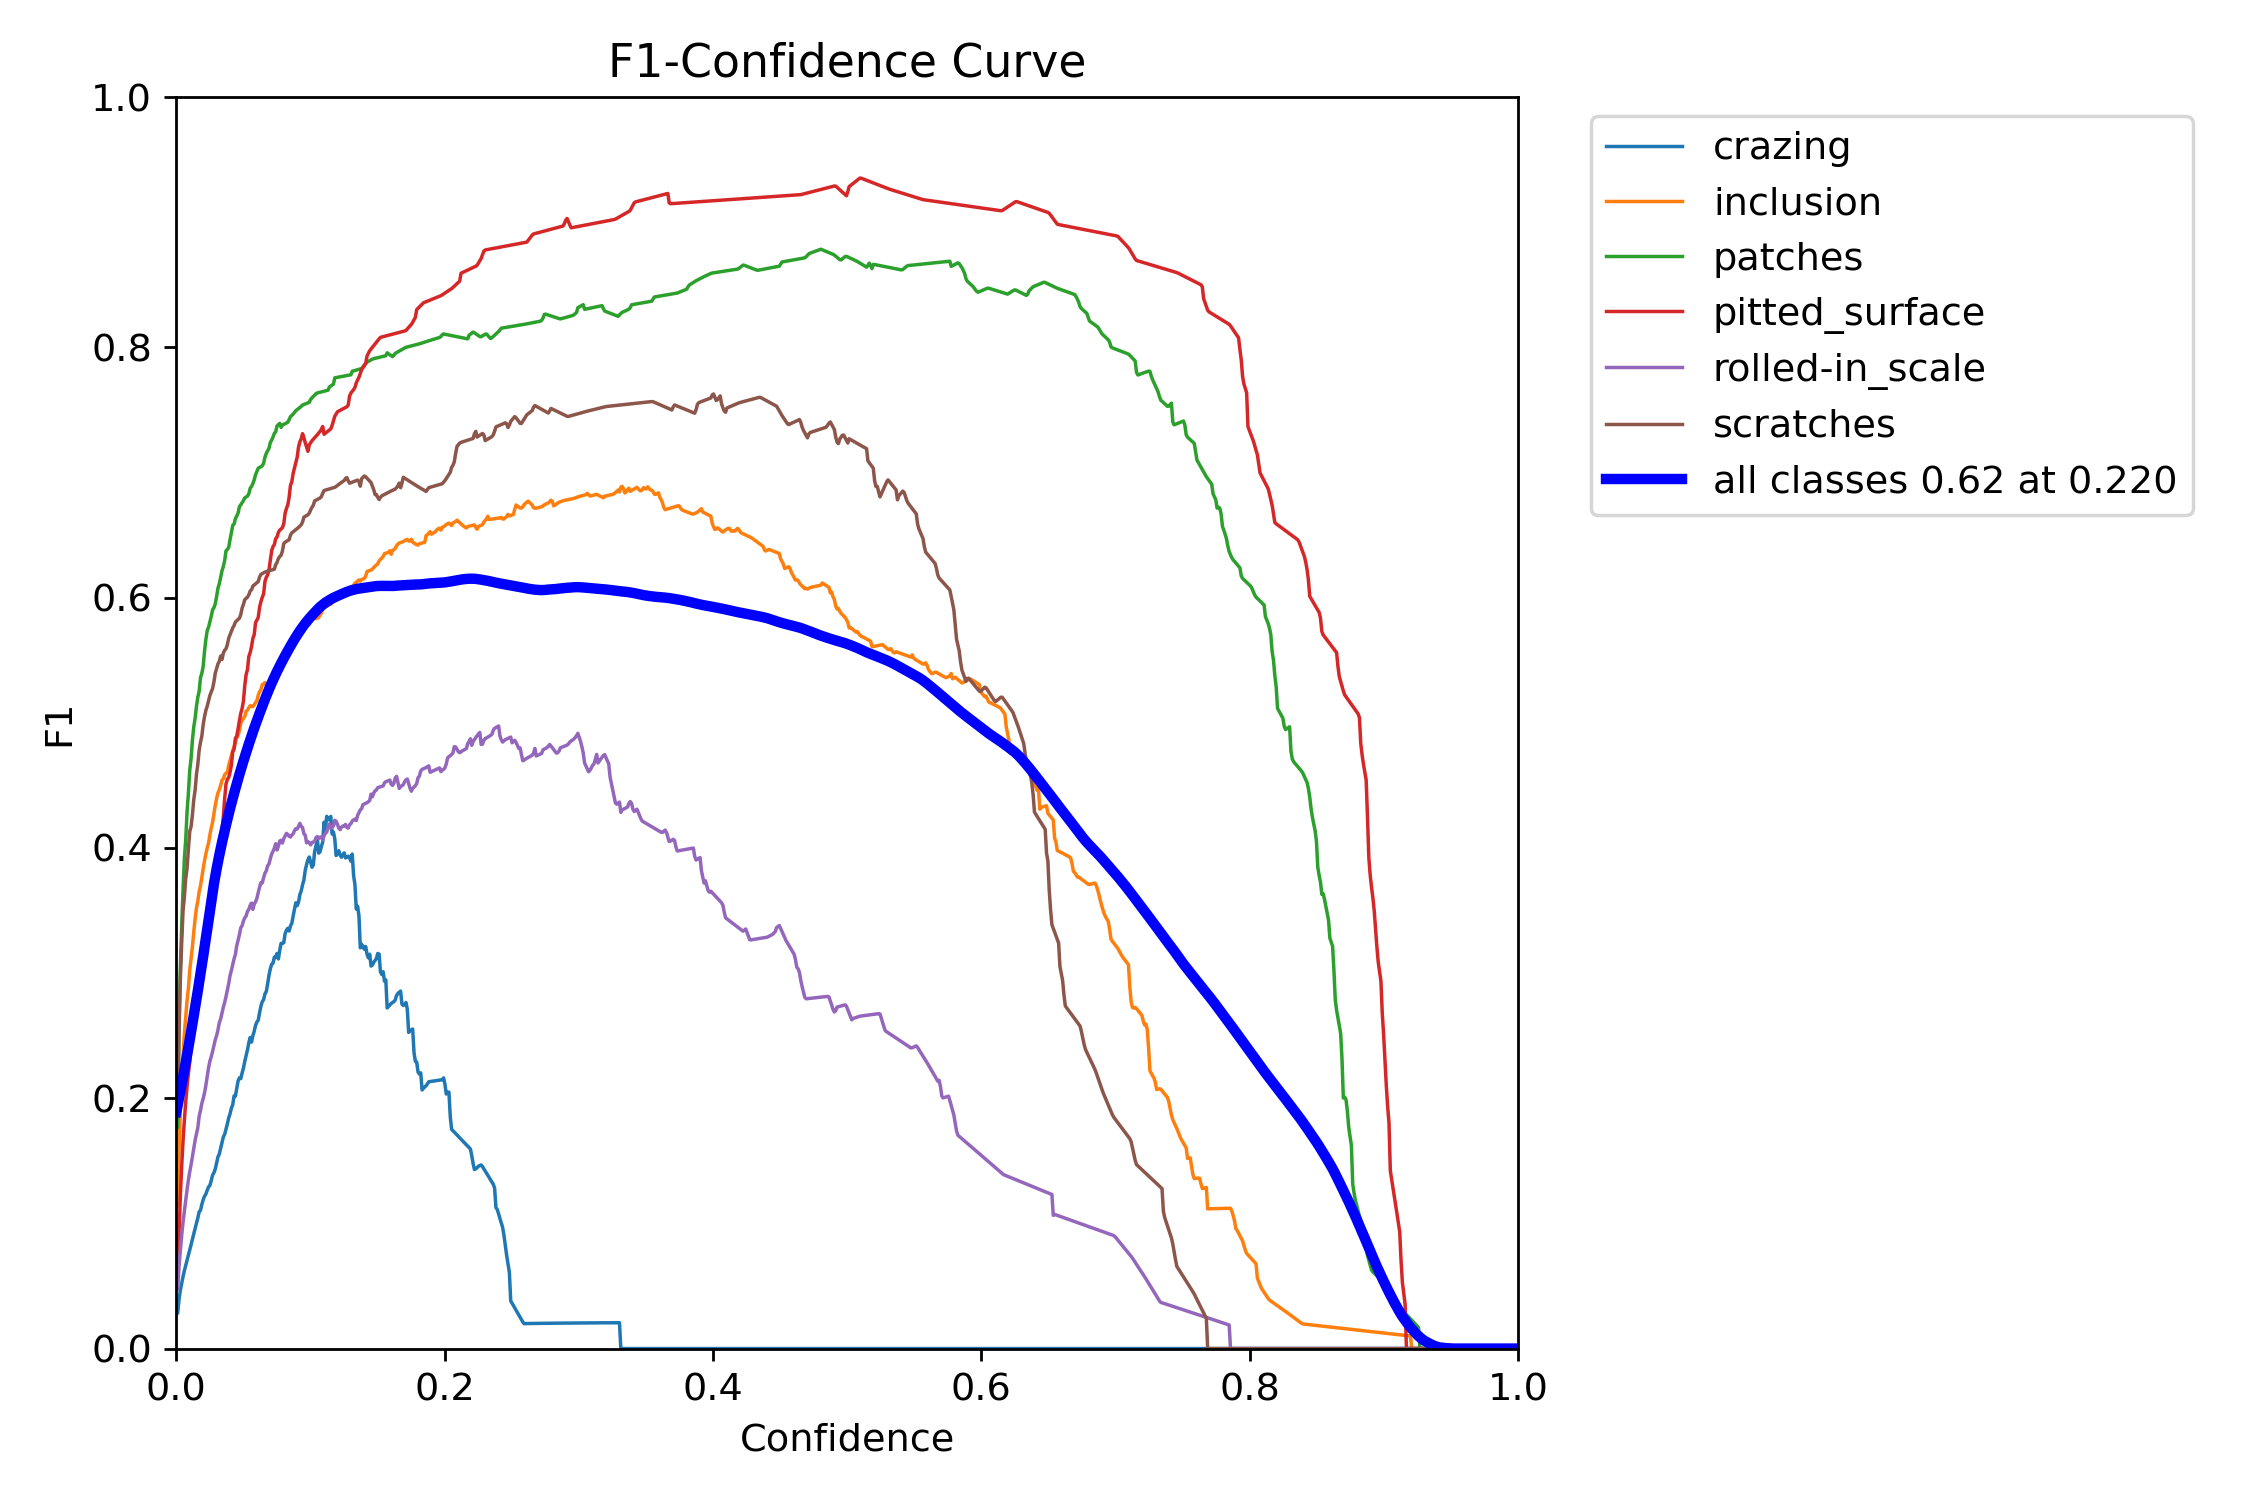 F1-Confidence Curve
1.0
0.8
0.6
0.4
0.2
0.0
F1
0.0
0.2
0.4
0.6
0.8
1.0
Confidence
crazing
inclusion
patches
pitted_surface
rolled-in_scale
scratches
all classes 0.62 at 0.220